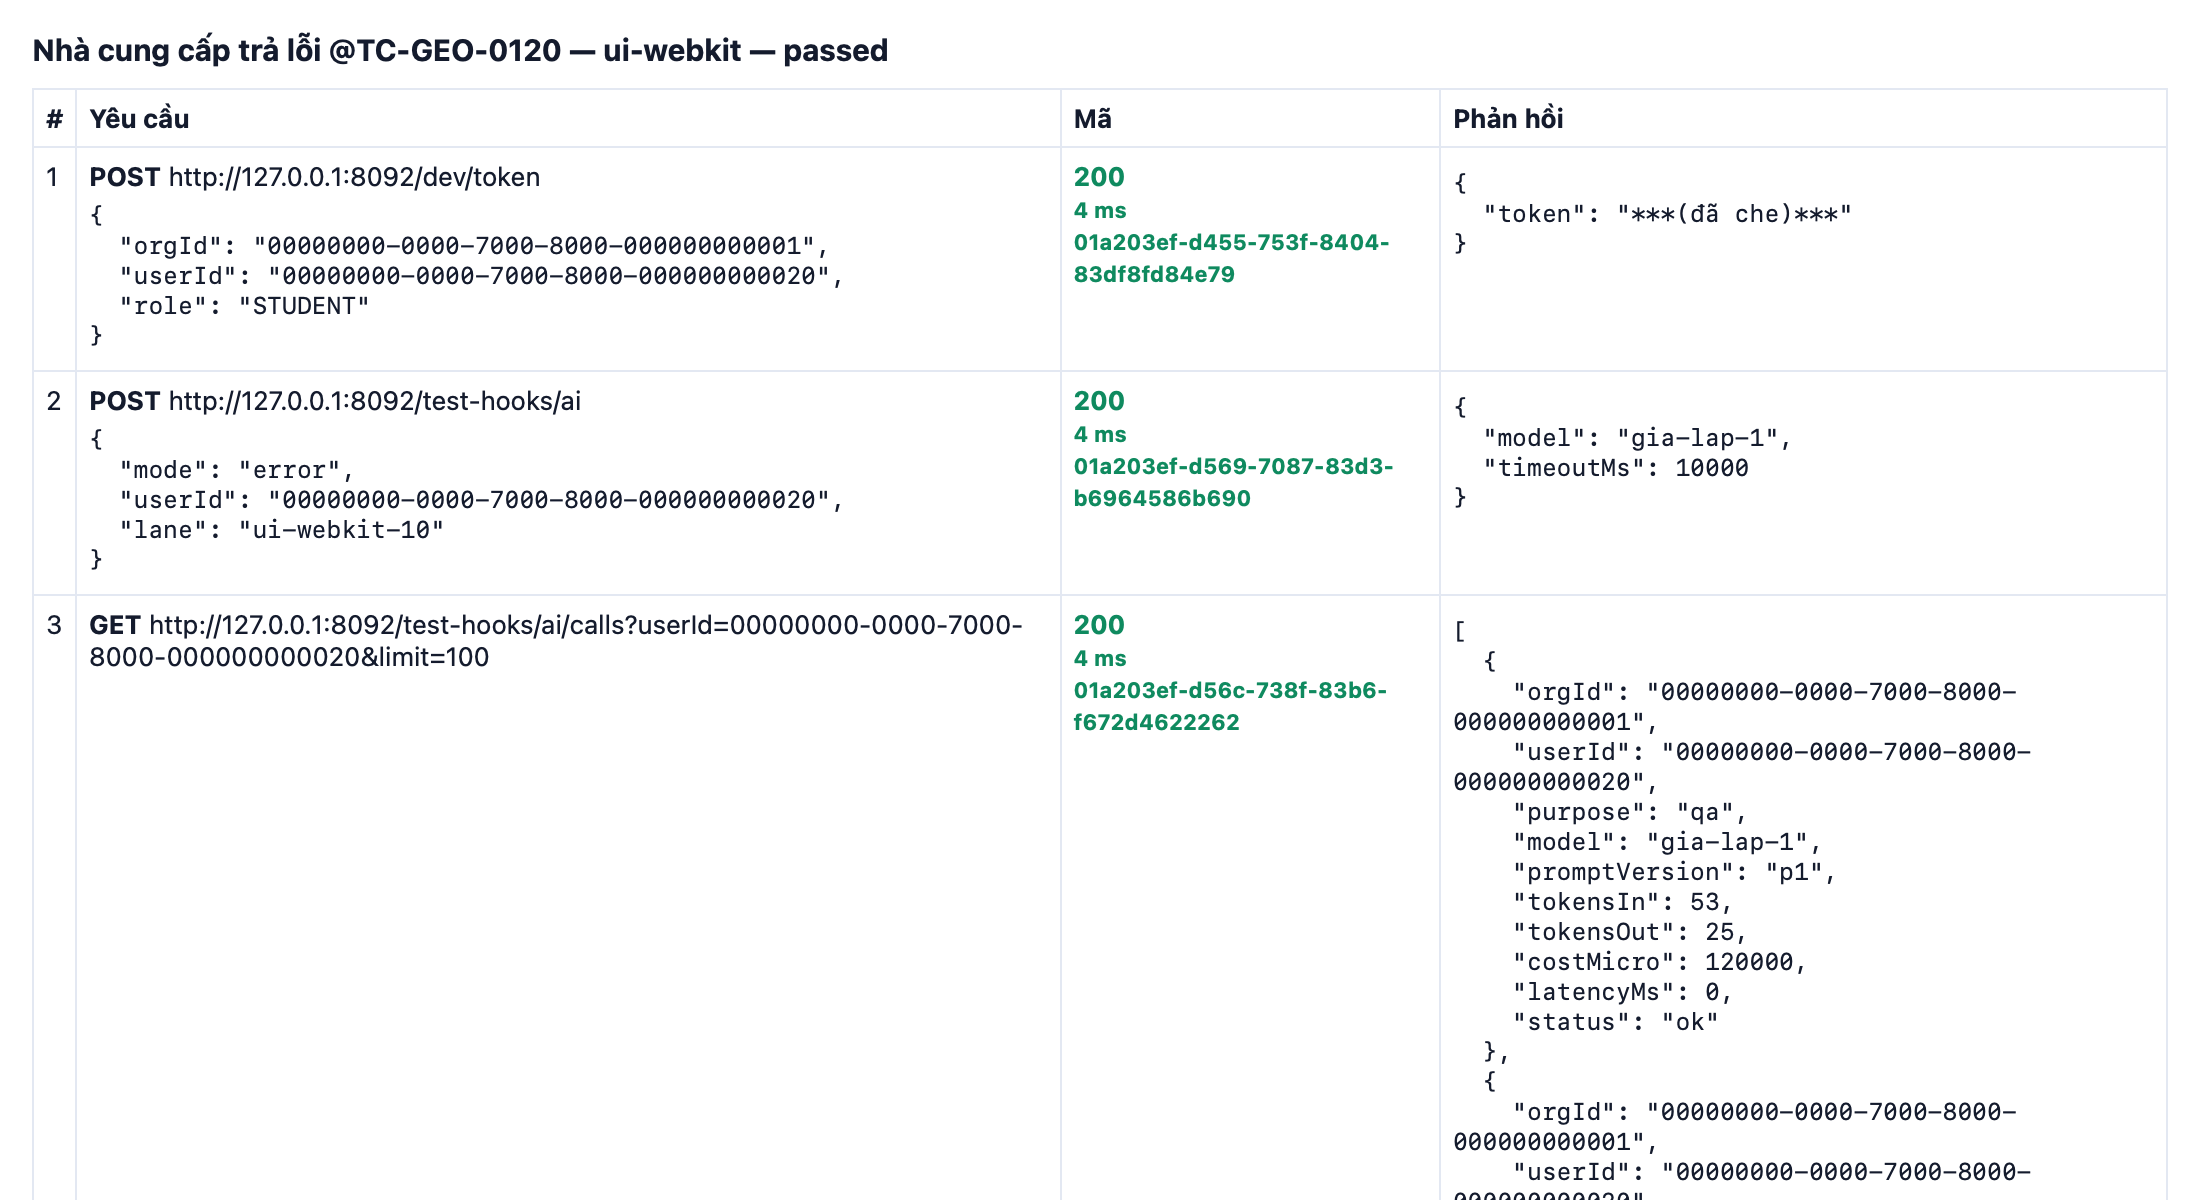 Nhà cung cấp trả lỗi @TC-GEO-0120 — ui-webkit — passed
# Yêu cầu Mã Phản hồi
1
POST http://127.0.0.1:8092/dev/token
{
  "orgId": "00000000-0000-7000-8000-000000000001",
  "userId": "00000000-0000-7000-8000-000000000020",
  "role": "STUDENT"
}
200
4 ms
01a203ef-d455-753f-8404-
83df8fd84e79
{
  "token": "***(đã che)***"
}
2
POST http://127.0.0.1:8092/test-hooks/ai
{
  "mode": "error",
  "userId": "00000000-0000-7000-8000-000000000020",
  "lane": "ui-webkit-10"
}
200
4 ms
01a203ef-d569-7087-83d3-
b6964586b690
{
  "model": "gia-lap-1",
  "timeoutMs": 10000
}
3
GET http://127.0.0.1:8092/test-hooks/ai/calls?userId=00000000-0000-7000-
8000-000000000020&limit=100
200
4 ms
01a203ef-d56c-738f-83b6-
f672d4622262
[
  {
    "orgId": "00000000-0000-7000-8000-
000000000001",
    "userId": "00000000-0000-7000-8000-
000000000020",
    "purpose": "qa",
    "model": "gia-lap-1",
    "promptVersion": "p1",
    "tokensIn": 53,
    "tokensOut": 25,
    "costMicro": 120000,
    "latencyMs": 0,
    "status": "ok"
  },
  {
    "orgId": "00000000-0000-7000-8000-
000000000001",
    "userId": "00000000-0000-7000-8000-